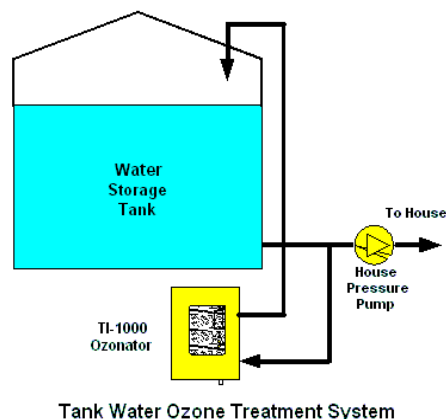 Water
Storage
Tank
To House
House
Pressure
Pump
TI-1000
Ozonator
Tank Water Ozone Treatment System